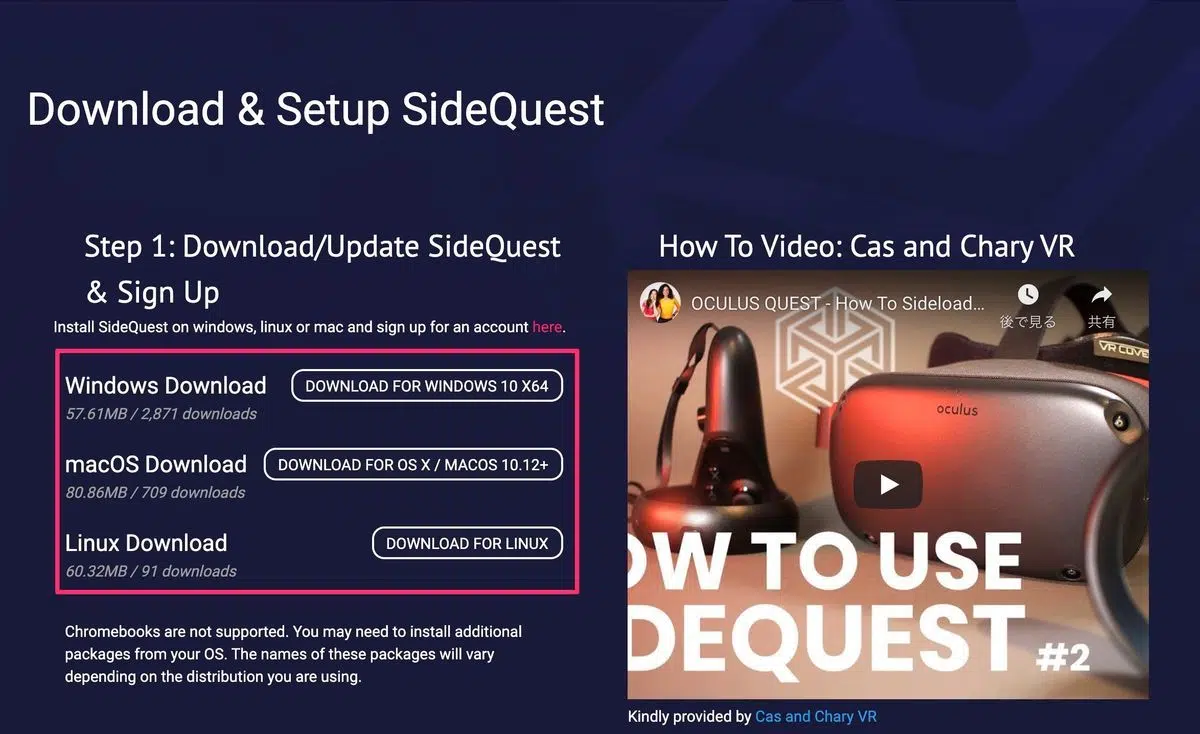 Download & Setup SideQuest
Step 1: Download/Update SideQuest
& Sign Up
Install SideQuest on windows, linux or mac and sign up for an account here.
Windows Download
DOWNLOAD FOR WINDOWS 10 X64
57.61MB / 2,871 downloads
macOS Download
DOWNLOAD FOR OS X / MACOS 10.12+
80.86MB / 709 downloads
Linux Download
DOWNLOAD FOR LINUX
60.32MB / 91 downloads
Chromebooks are not supported. You may need to install additional
packages from your OS. The names of these packages will vary
depending on the distribution you are using.
How To Video: Cas and Chary VR
OCULUS QUEST - How To Sideload...
後で見る
共有
VR COVE
oculus
OW TO USE
DEQUEST #2
Kindly provided by Cas and Chary VR